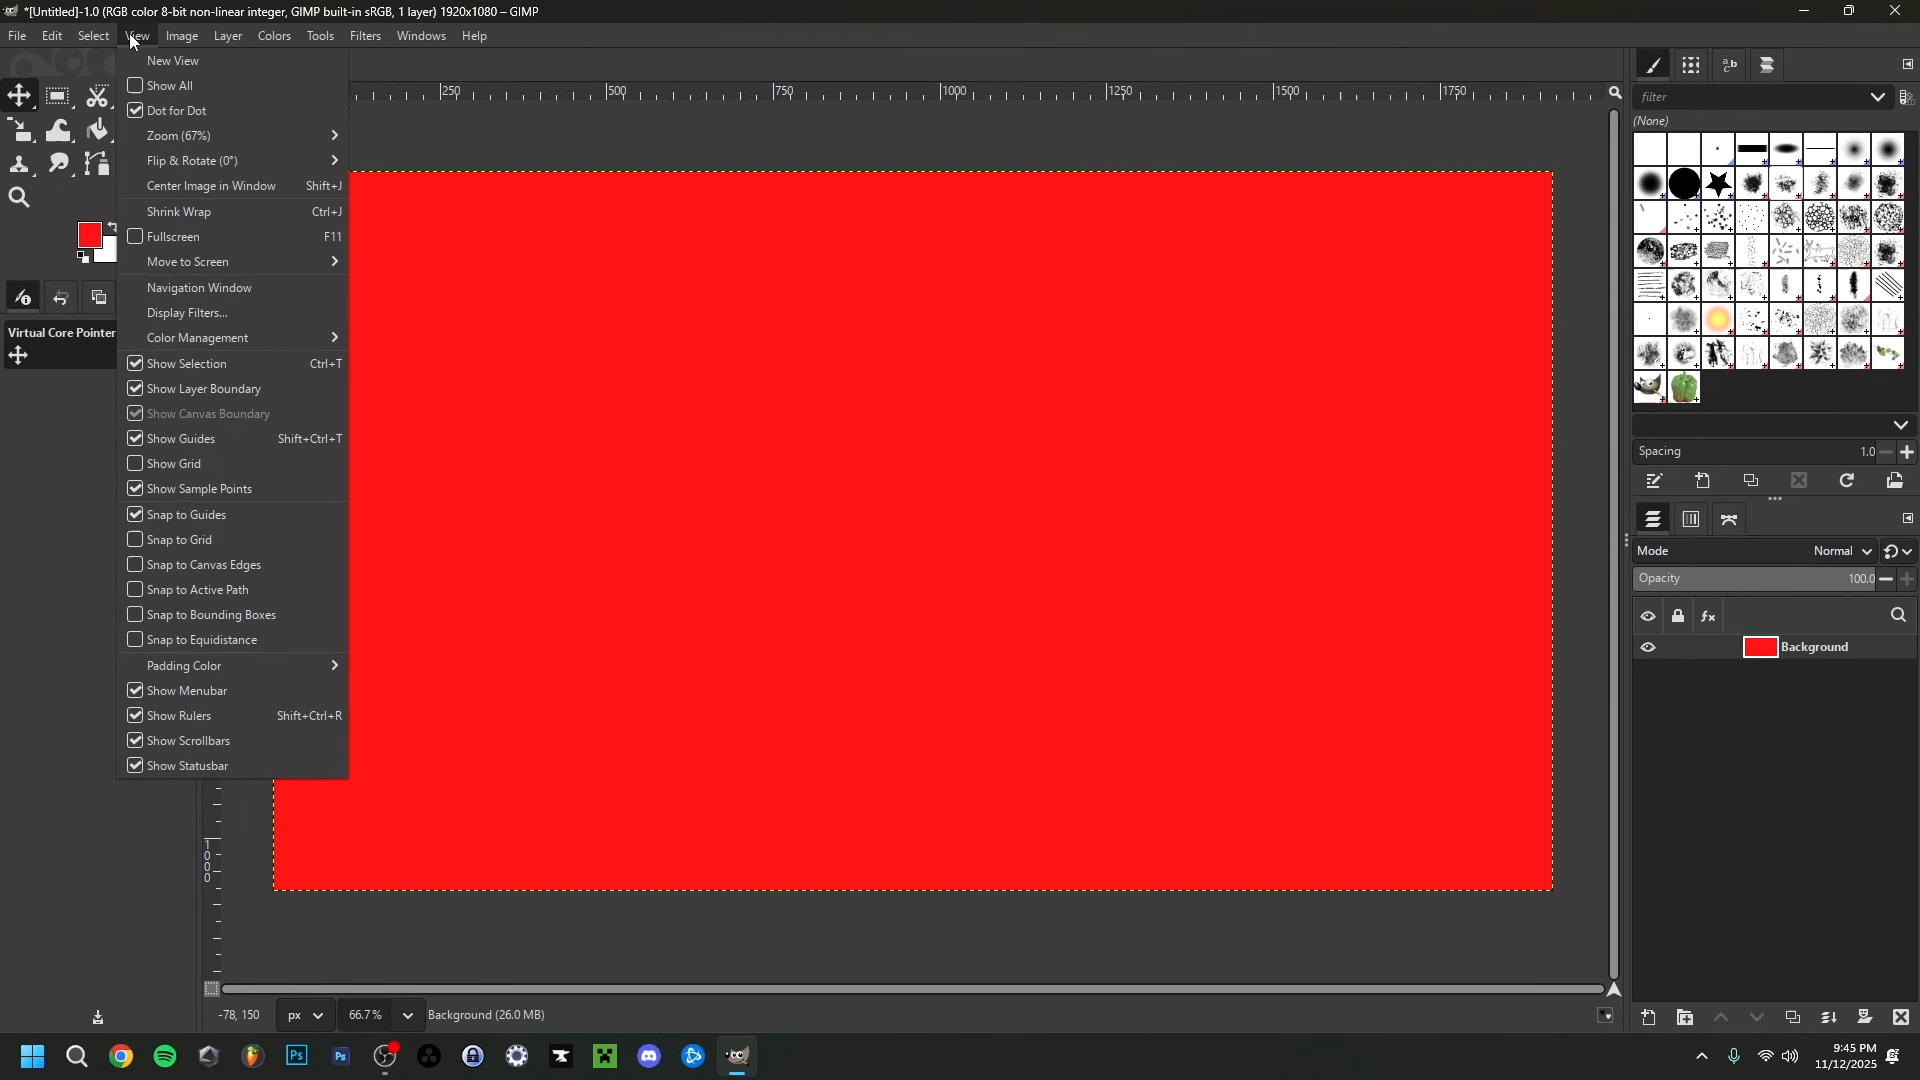 *[Untitled]-1.0 (RGB color 8-bit non-linear integer, GIMP built-in sRGB, 1 layer) 1920x1080 – GIMP
File Edit Select View Image Layer Colors Tools Filters Windows Help
New View
Show All
Dot for Dot
Zoom (67%)
Flip & Rotate (0°)
Center Image in Window Shift+J
Shrink Wrap Ctrl+J
Fullscreen F11
Move to Screen
Navigation Window
Display Filters...
Color Management
Show Selection Ctrl+T
Show Layer Boundary
Show Canvas Boundary
Show Guides Shift+Ctrl+T
Show Grid
Show Sample Points
Snap to Guides
Snap to Grid
Snap to Canvas Edges
Snap to Active Path
Snap to Bounding Boxes
Snap to Equidistance
Padding Color
Show Menubar
Show Rulers Shift+Ctrl+R
Show Scrollbars
Show Statusbar
Virtual Core Pointer
250 500 750 1000 1250 1500 1750
1000
filter
(None)
Spacing 1.0
Mode Normal
Opacity 100.0
fx
Background
-78, 150 px 66.7% Background (26.0 MB)
Ps Ps
9:45 PM
11/12/2025